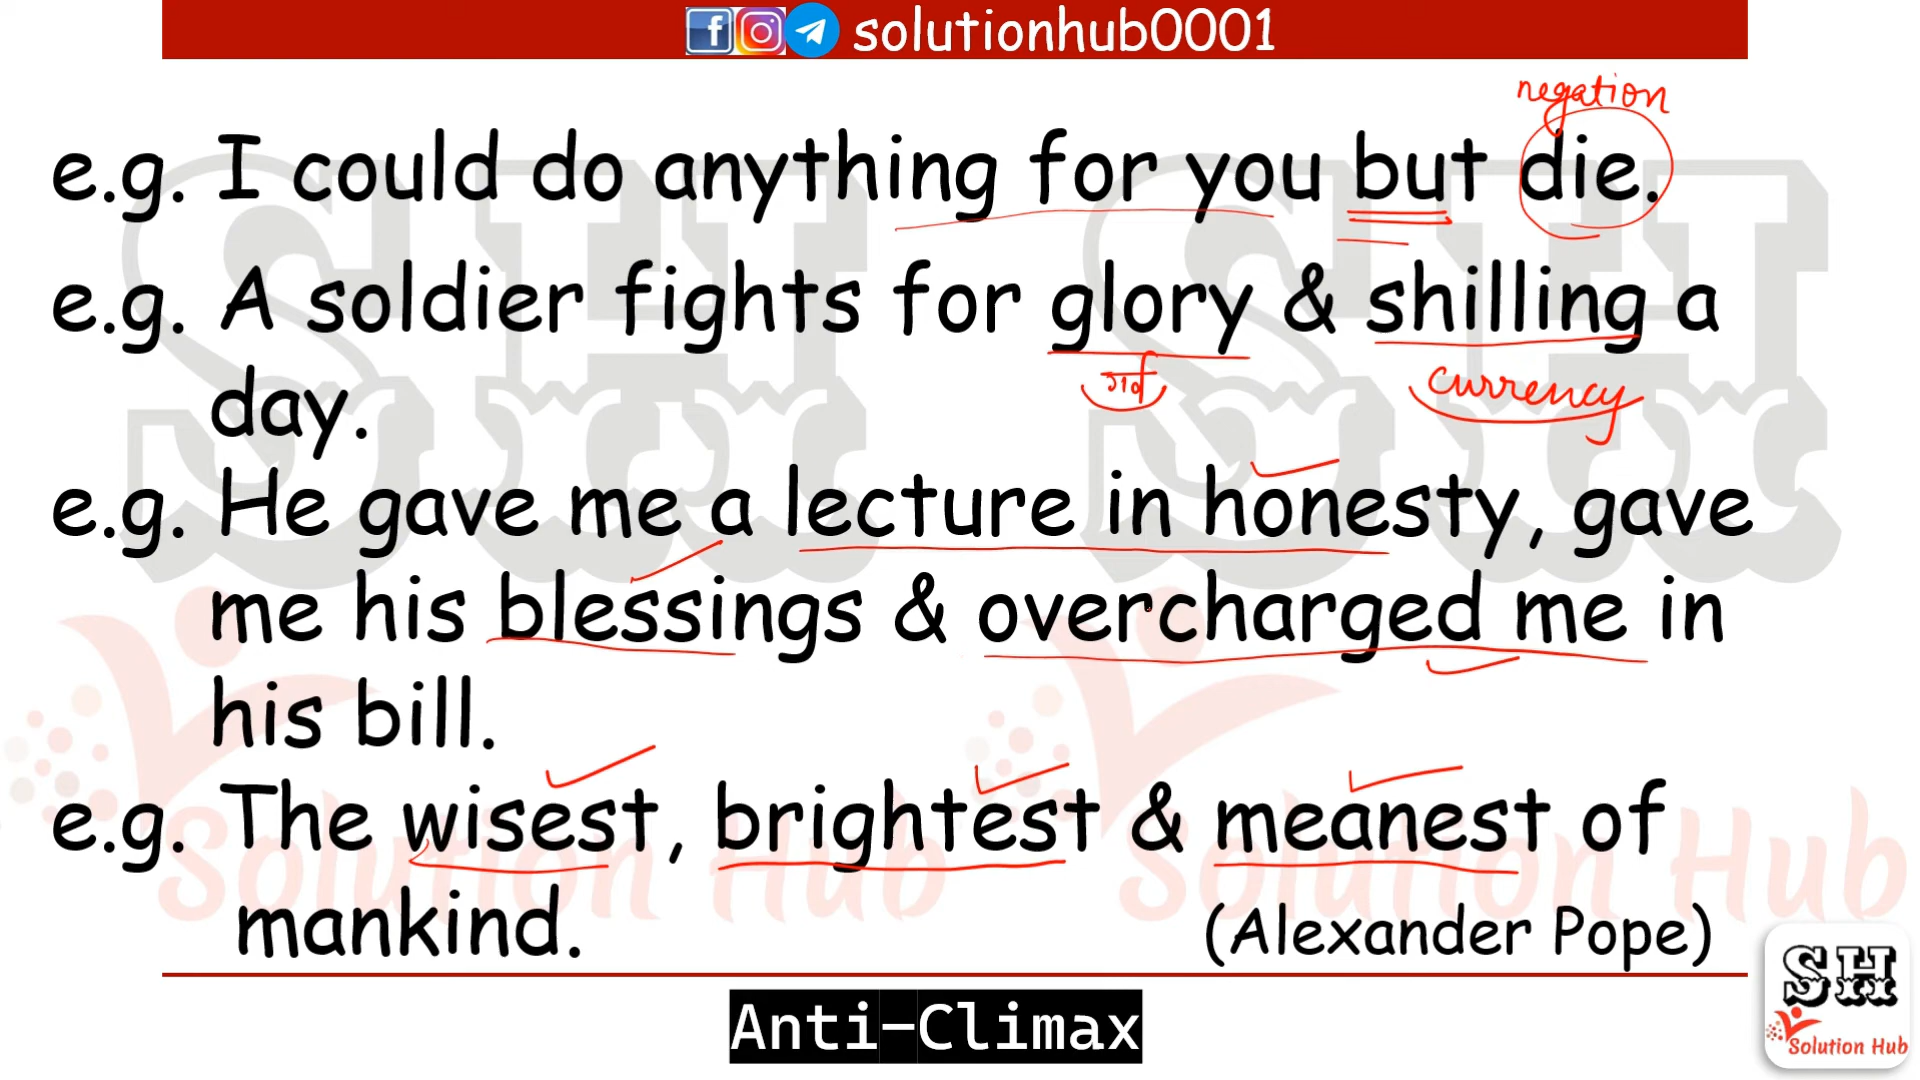 solutionhub0001
negation
e.g. I could do anything for you but die.
e.g. A soldier fights for glory & shilling a
गर्व currency
day.
e.g. He gave me a lecture in honesty, gave
me his blessings & overcharged me in
his bill.
e.g. The wisest, brightest & meanest of
mankind. (Alexander Pope)
Anti-Climax
SH
Solution Hub